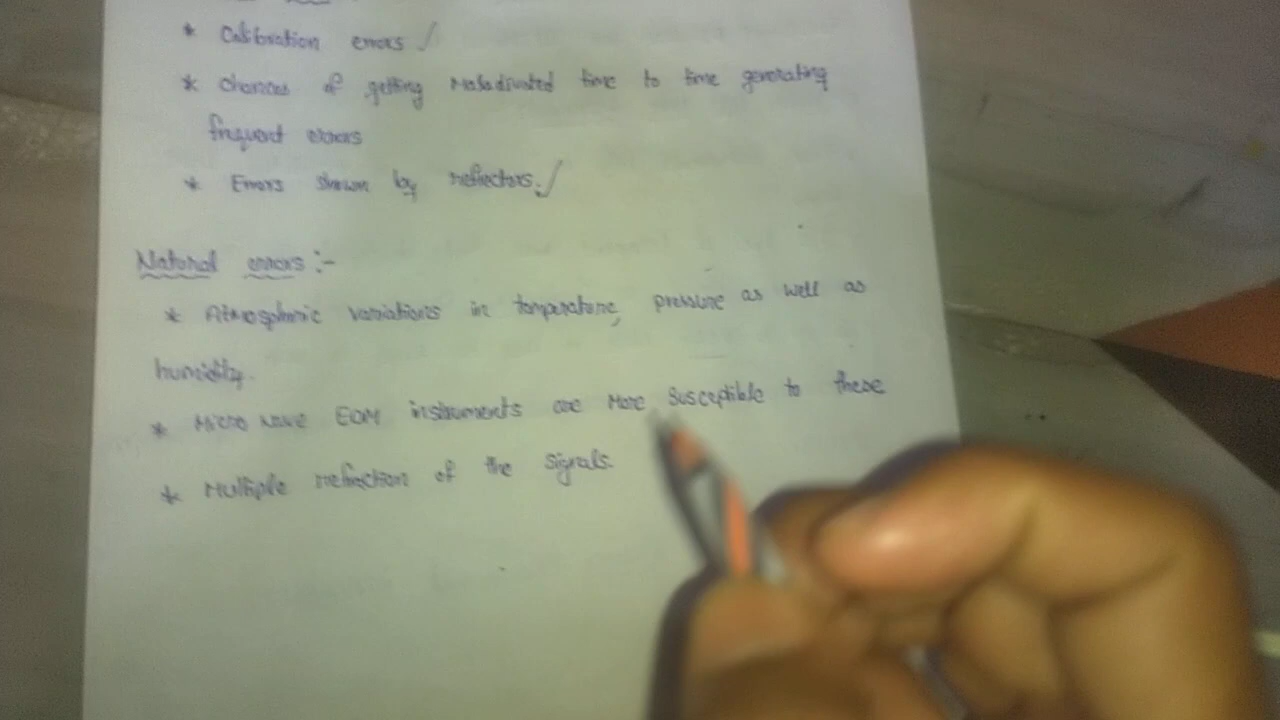 * Calibration errors ✓
* Chances of getting Maladivated time to time generating
frequent errors
* Errors shown by reflectors. ✓
Natural errors :-
* Atmospheric variations in temperature, pressure as well as
humidity.
* Micro wave EDM instruments are More Susceptible to these
* Multiple refraction of the signals.